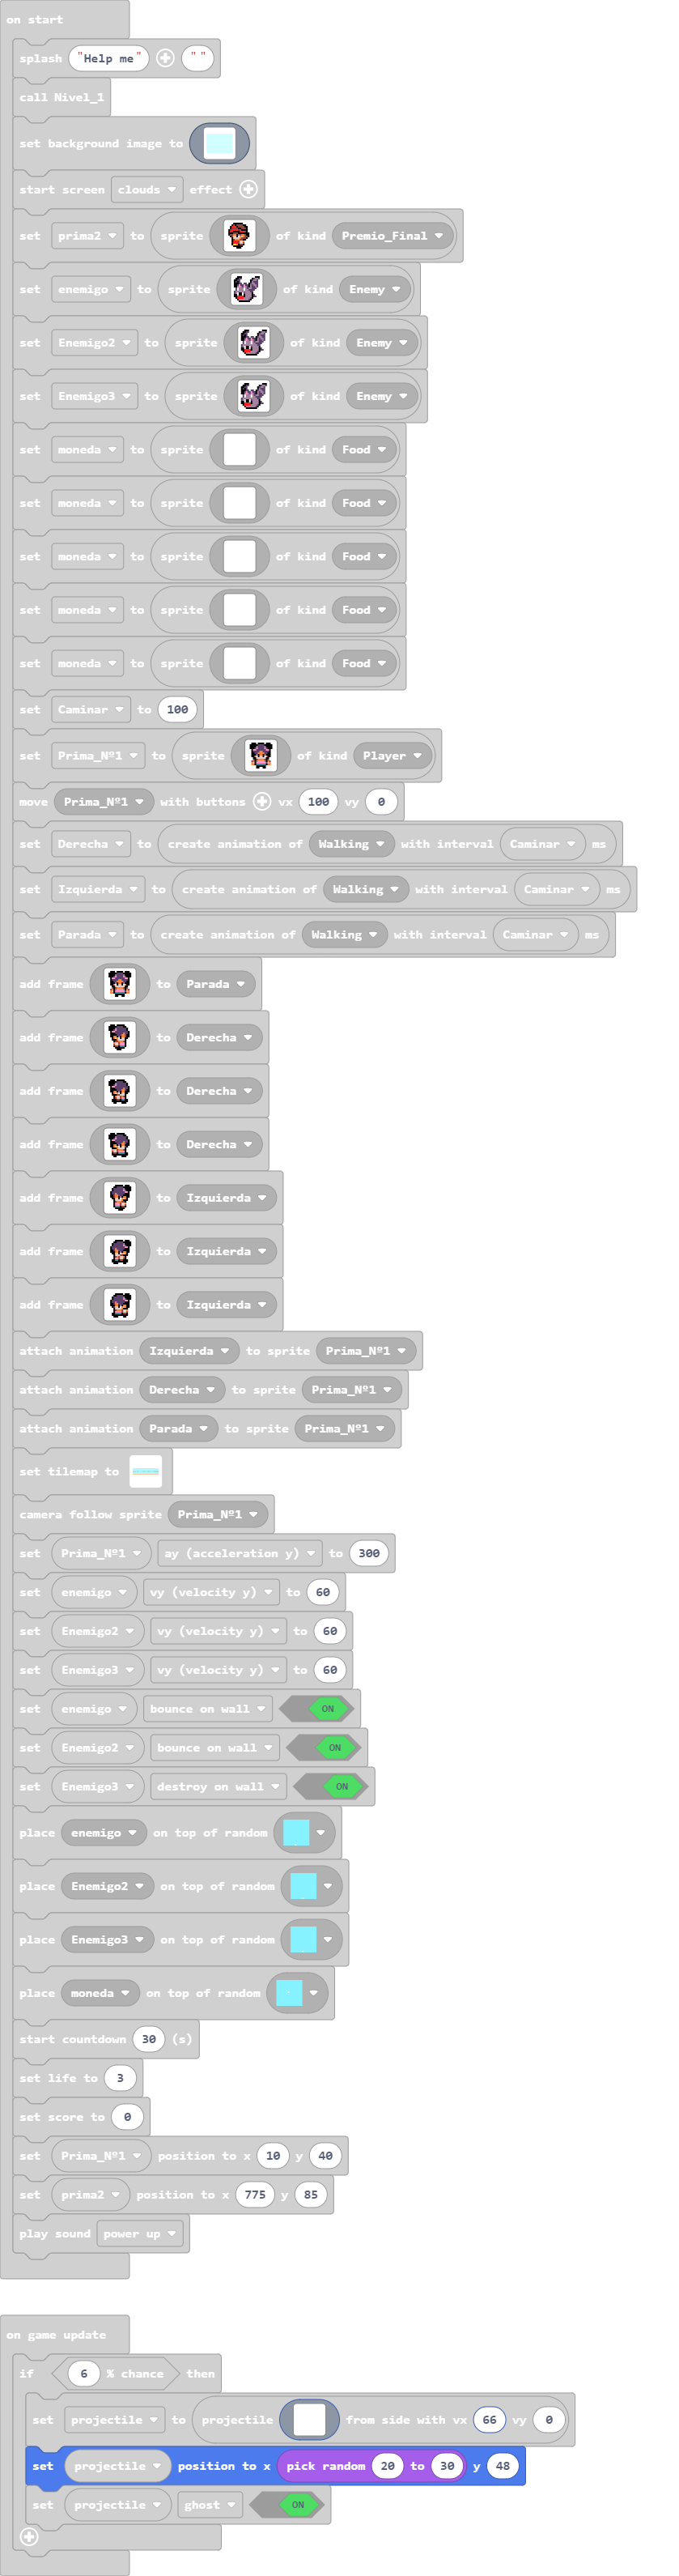 on start
splash "Help me" " "
call Nivel_1
set background image to
start screen clouds effect
set prima2 to sprite of kind Premio_Final
set enemigo to sprite of kind Enemy
set Enemigo2 to sprite of kind Enemy
set Enemigo3 to sprite of kind Enemy
set moneda to sprite of kind Food
set moneda to sprite of kind Food
set moneda to sprite of kind Food
set moneda to sprite of kind Food
set moneda to sprite of kind Food
set Caminar to 100
set Prima_Nº1 to sprite of kind Player
move Prima_Nº1 with buttons vx 100 vy 0
set Derecha to create animation of Walking with interval Caminar ms
set Izquierda to create animation of Walking with interval Caminar ms
set Parada to create animation of Walking with interval Caminar ms
add frame to Parada
add frame to Derecha
add frame to Derecha
add frame to Derecha
add frame to Izquierda
add frame to Izquierda
add frame to Izquierda
attach animation Izquierda to sprite Prima_Nº1
attach animation Derecha to sprite Prima_Nº1
attach animation Parada to sprite Prima_Nº1
set tilemap to
camera follow sprite Prima_Nº1
set Prima_Nº1 ay (acceleration y) to 300
set enemigo vy (velocity y) to 60
set Enemigo2 vy (velocity y) to 60
set Enemigo3 vy (velocity y) to 60
set enemigo bounce on wall ON
set Enemigo2 bounce on wall ON
set Enemigo3 destroy on wall ON
place enemigo on top of random
place Enemigo2 on top of random
place Enemigo3 on top of random
place moneda on top of random
start countdown 30 (s)
set life to 3
set score to 0
set Prima_Nº1 position to x 10 y 40
set prima2 position to x 775 y 85
play sound power up
on game update
if 6 % chance then
set projectile to projectile from side with vx 66 vy 0
set projectile position to x pick random 20 to 30 y 48
set projectile ghost ON